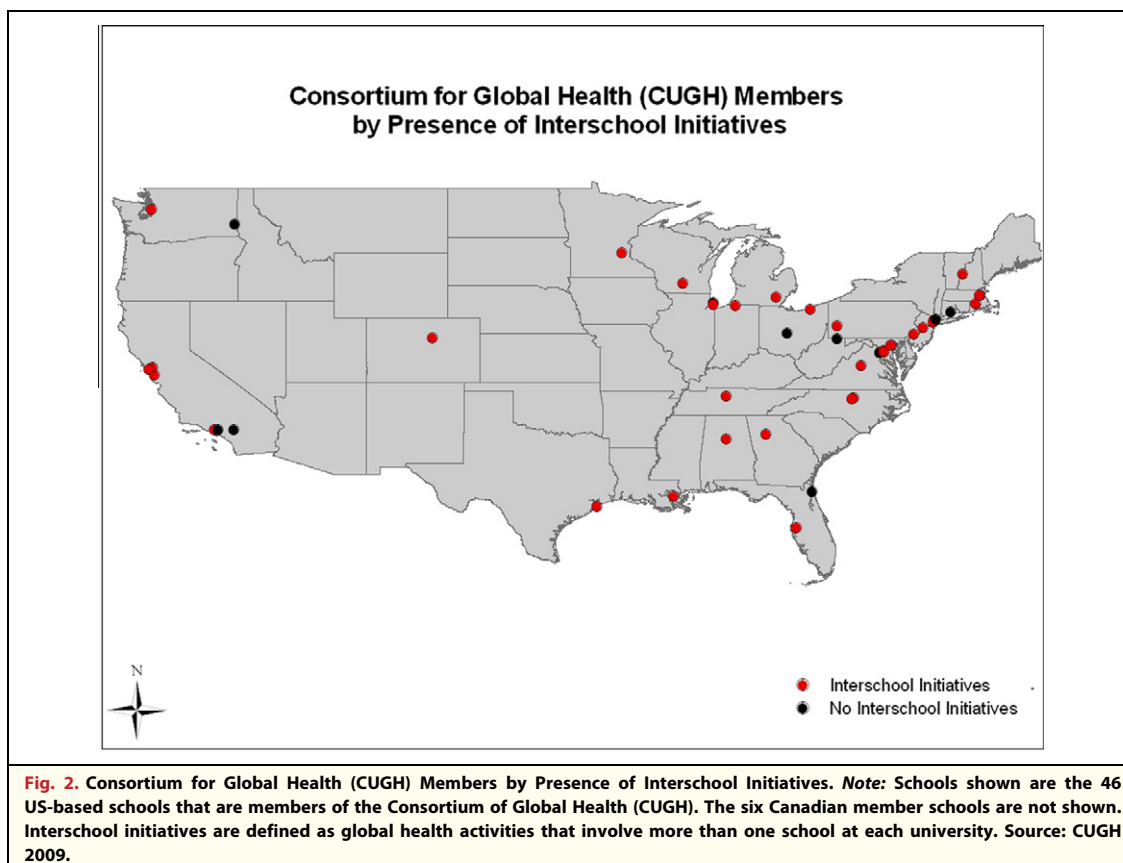 Consortium for Global Health (CUGH) Members
by Presence of Interschool Initiatives
N
Interschool Initiatives
No Interschool Initiatives
Fig. 2. Consortium for Global Health (CUGH) Members by Presence of Interschool Initiatives. Note: Schools shown are the 46
US-based schools that are members of the Consortium of Global Health (CUGH). The six Canadian member schools are not shown.
Interschool initiatives are defined as global health activities that involve more than one school at each university. Source: CUGH
2009.